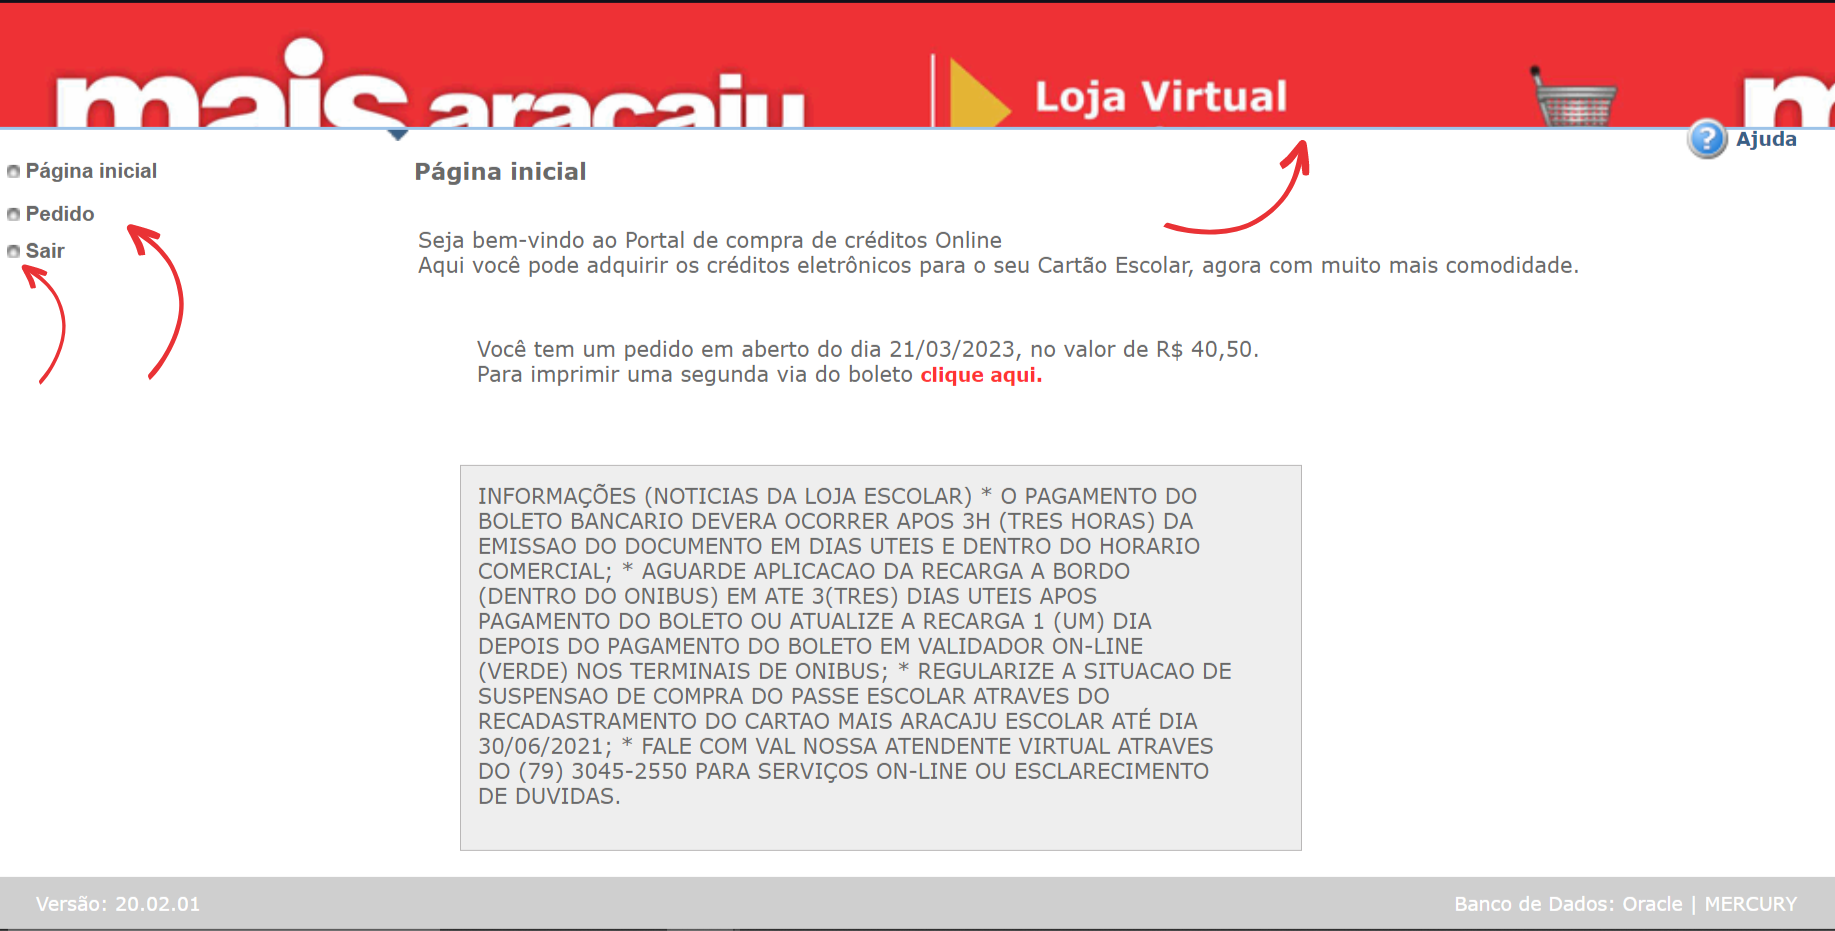 mais aracaju
Loja Virtual
Ajuda
Página inicial
Pedido
Sair
Página inicial
Seja bem-vindo ao Portal de compra de créditos Online
Aqui você pode adquirir os créditos eletrônicos para o seu Cartão Escolar, agora com muito mais comodidade.
Você tem um pedido em aberto do dia 21/03/2023, no valor de R$ 40,50.
Para imprimir uma segunda via do boleto clique aqui.
INFORMAÇÕES (NOTICIAS DA LOJA ESCOLAR) * O PAGAMENTO DO
BOLETO BANCARIO DEVERA OCORRER APOS 3H (TRES HORAS) DA
EMISSAO DO DOCUMENTO EM DIAS UTEIS E DENTRO DO HORARIO
COMERCIAL; * AGUARDE APLICACAO DA RECARGA A BORDO
(DENTRO DO ONIBUS) EM ATE 3(TRES) DIAS UTEIS APOS
PAGAMENTO DO BOLETO OU ATUALIZE A RECARGA 1 (UM) DIA
DEPOIS DO PAGAMENTO DO BOLETO EM VALIDADOR ON-LINE
(VERDE) NOS TERMINAIS DE ONIBUS; * REGULARIZE A SITUACAO DE
SUSPENSAO DE COMPRA DO PASSE ESCOLAR ATRAVES DO
RECADASTRAMENTO DO CARTAO MAIS ARACAJU ESCOLAR ATÉ DIA
30/06/2021; * FALE COM VAL NOSSA ATENDENTE VIRTUAL ATRAVES
DO (79) 3045-2550 PARA SERVIÇOS ON-LINE OU ESCLARECIMENTO
DE DUVIDAS.
Versão: 20.02.01
Banco de Dados: Oracle | MERCURY